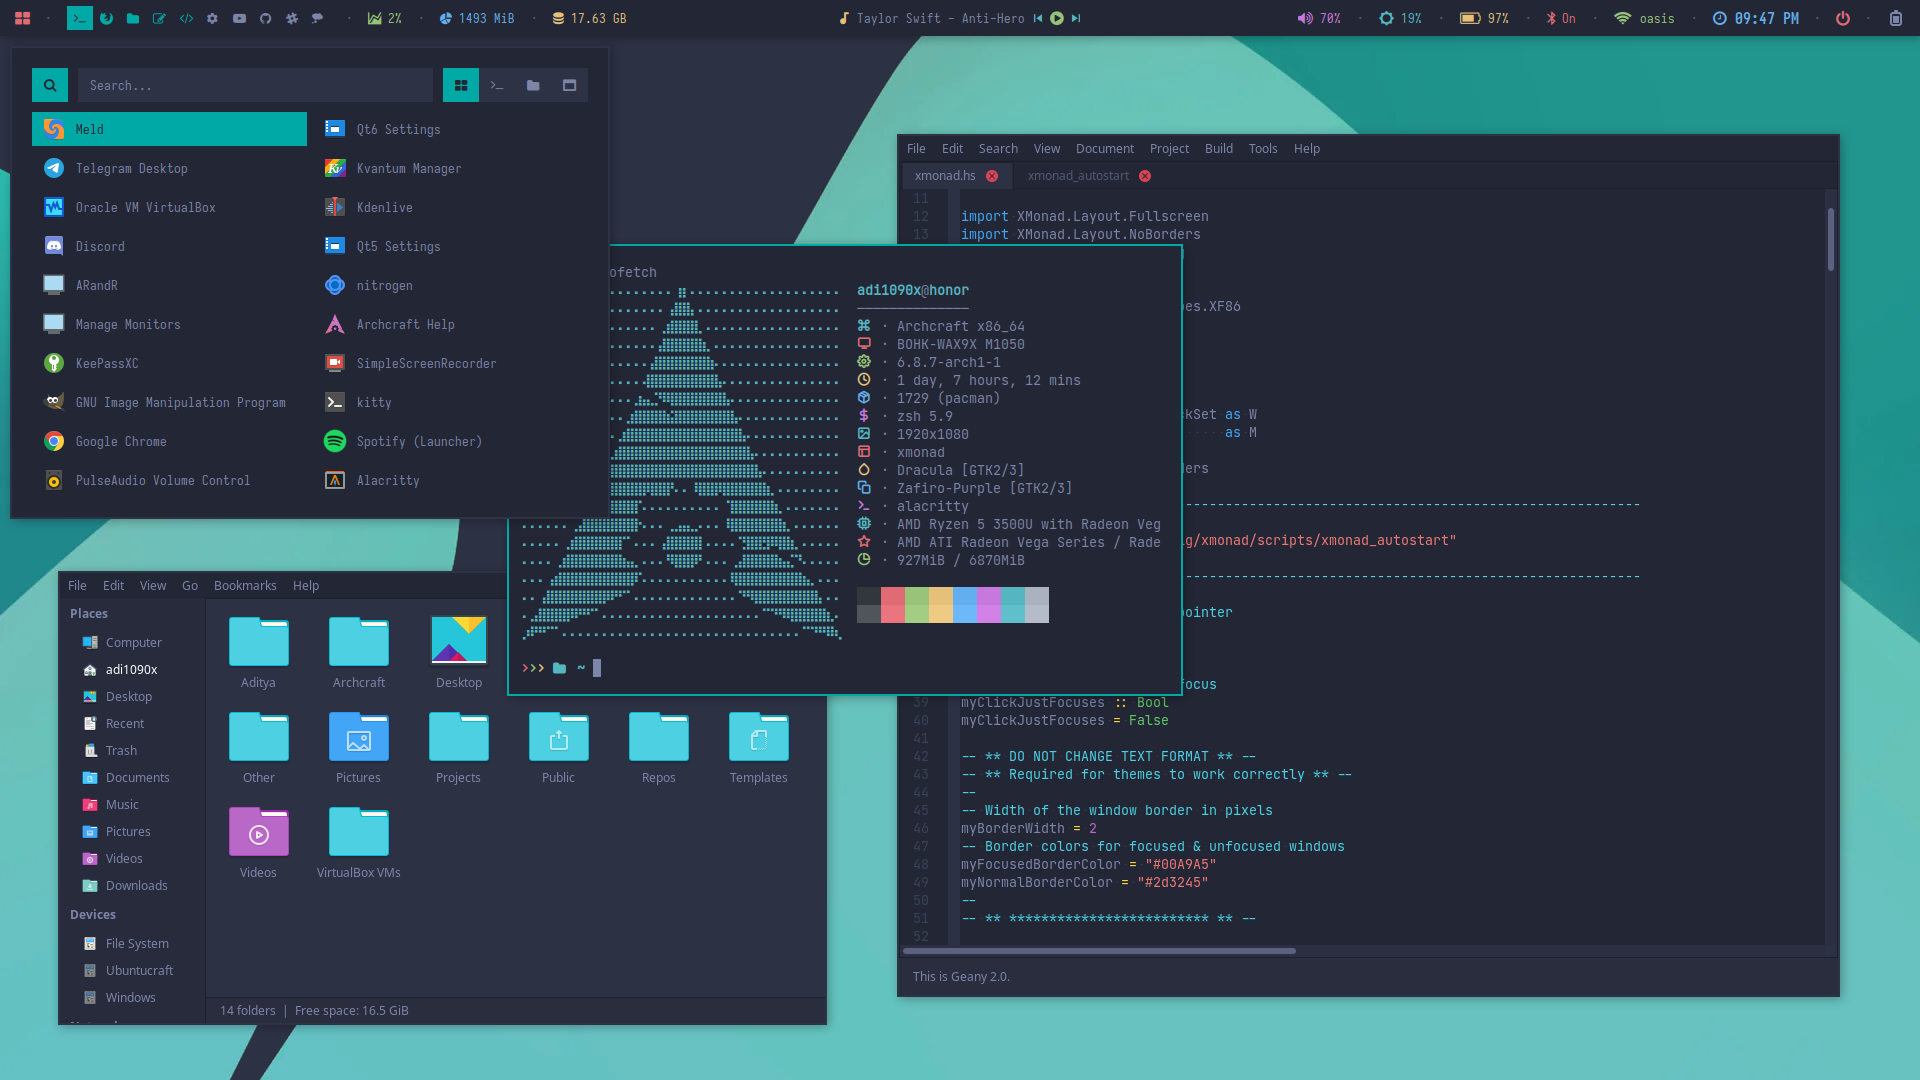 2%
1493 MiB
17.63 GB
Taylor Swift - Anti-Hero
70%
19%
97%
On
oasis
09:47 PM
Search...
Meld
Qt6 Settings
Telegram Desktop
Kvantum Manager
Oracle VM VirtualBox
Kdenlive
Discord
Qt5 Settings
ARandR
nitrogen
Manage Monitors
Archcraft Help
KeePassXC
SimpleScreenRecorder
GNU Image Manipulation Program
kitty
Google Chrome
Spotify (Launcher)
PulseAudio Volume Control
Alacritty
ofetch
adi1090x@honor
· Archcraft x86_64
· BOHK-WAX9X M1050
· 6.8.7-arch1-1
· 1 day, 7 hours, 12 mins
· 1729 (pacman)
· zsh 5.9
· 1920x1080
· xmonad
· Dracula [GTK2/3]
· Zafiro-Purple [GTK2/3]
· alacritty
· AMD Ryzen 5 3500U with Radeon Veg
· AMD ATI Radeon Vega Series / Rade
· 927MiB / 6870MiB
>>> ~
File Edit View Go Bookmarks Help
Places
Computer
adi1090x
Desktop
Recent
Trash
Documents
Music
Pictures
Videos
Downloads
Devices
File System
Ubuntucraft
Windows
Aditya
Archcraft
Desktop
Other
Pictures
Projects
Public
Repos
Templates
Videos
VirtualBox VMs
14 folders | Free space: 16.5 GiB
File Edit Search View Document Project Build Tools Help
xmonad.hs
xmonad_autostart
11
12 import XMonad.Layout.Fullscreen
13 import XMonad.Layout.NoBorders
es.XF86
kSet as W
as M
ers
---------------------------------------------------------
g/xmonad/scripts/xmonad_autostart"
---------------------------------------------------------
ointer
ocus
39 myClickJustFocuses :: Bool
40 myClickJustFocuses = False
41
42 -- ** DO NOT CHANGE TEXT FORMAT ** --
43 -- ** Required for themes to work correctly ** --
44 --
45 -- Width of the window border in pixels
46 myBorderWidth = 2
47 -- Border colors for focused & unfocused windows
48 myFocusedBorderColor = "#00A9A5"
49 myNormalBorderColor = "#2d3245"
50 --
51 -- ** ************************* ** --
52
This is Geany 2.0.